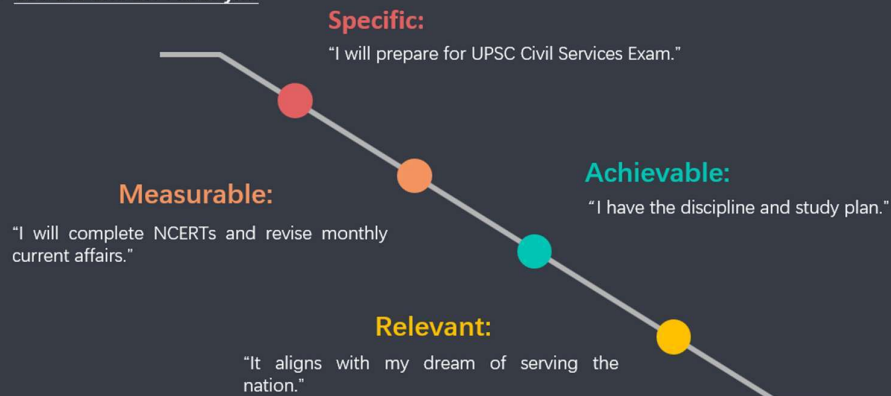 Specific:
“I will prepare for UPSC Civil Services Exam.”
Achievable:
“I have the discipline and study plan.”
Measurable:
“I will complete NCERTs and revise monthly
current affairs.”
Relevant:
“It aligns with my dream of serving the
nation.”